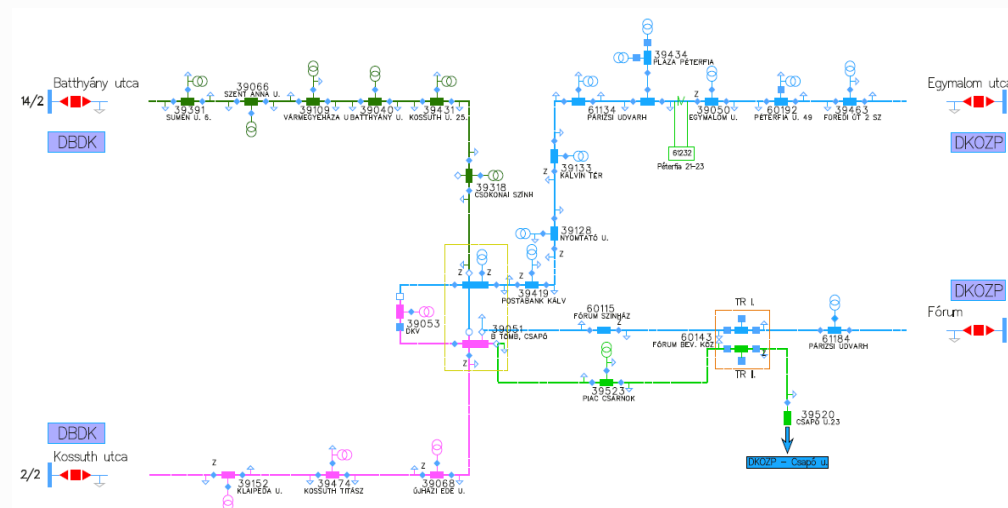 Batthyány utca
14/2
DBDK
39391
SUMEN U. 6.
39066
SZENT ANNA U.
39109
VÁRMEGYEHÁZA U
39040
BATTHYÁNY U.
39431
KOSSUTH U. 25.
39434
PLAZA PÉTERFIA
61134
PÁRIZSI UDVARH
39050
EGYMALOM U.
60192
PÉTERFIA U. 49
39463
FÜREDI ÚT 2 SZ
Egymalom utca
DKOZP
61232
Péterfia 21-23
39133
KÁLVIN TÉR
39318
CSOKONAI SZÍNH
39128
NYOMTATÓ U.
Z
Z
Z
Z
39419
POSTABANK KÁLV
39053
DKV
39051
B TÖMB, CSAPÓ
Z
Z
60115
FÓRUM SZÍNHÁZ
Z
60143
FÓRUM BEV. KÖZ
TR I.
TR II.
Z
61184
PÁRIZSI UDVARH
DKOZP
Fórum
39523
PIAC CSARNOK
39520
CSAPÓ U.23
DKOZP - Csapó u.
DBDK
Kossuth utca
2/2
Z
39152
KLAIPEDA U.
39474
KOSSUTH TITÁSZ
Z
39068
ÚJHÁZI EDE U.